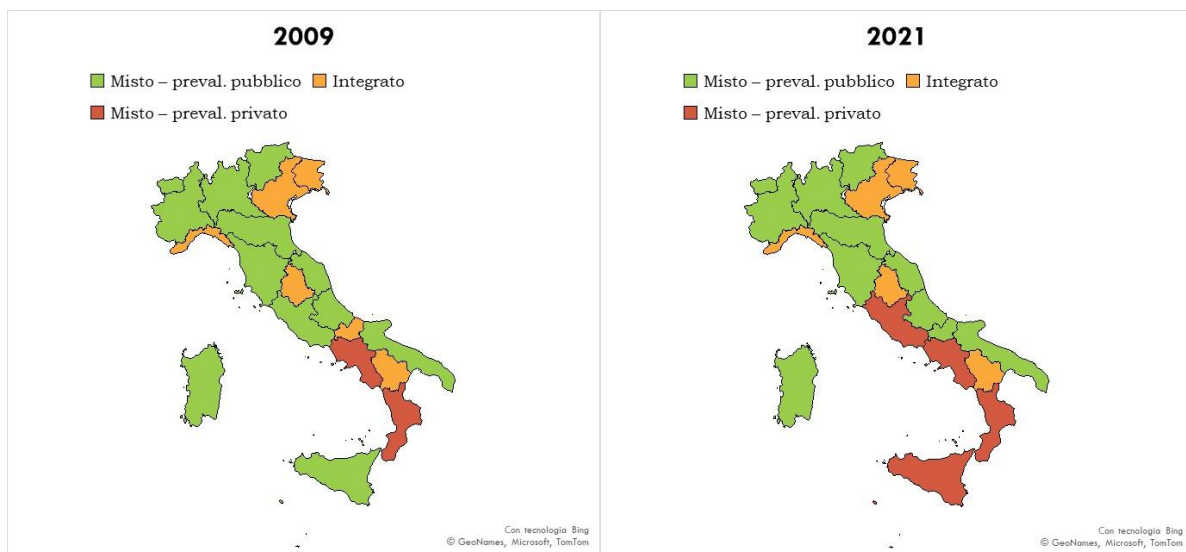 2009
Misto – preval. pubblico Integrato
Misto – preval. privato
Con tecnologia Bing
© GeoNames, Microsoft, TomTom
2021
Misto – preval. pubblico Integrato
Misto – preval. privato
Con tecnologia Bing
© GeoNames, Microsoft, TomTom